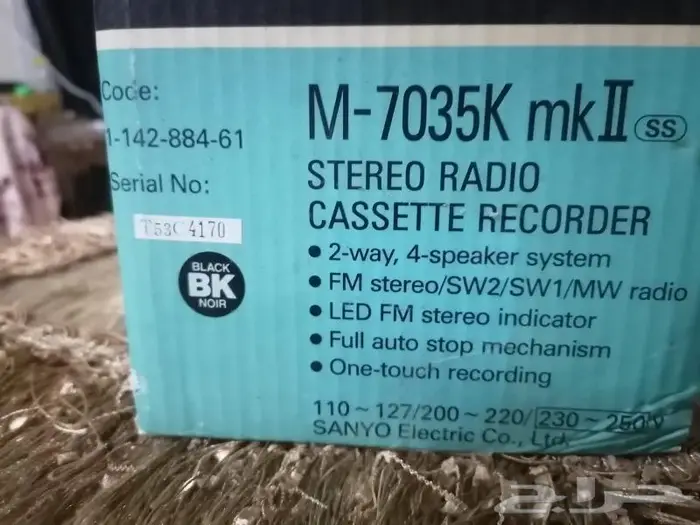 Code:
1-142-884-61
Serial No:
T53C4170
BLACK
BK
NOIR
M-7035K mkII SS
STEREO RADIO
CASSETTE RECORDER
• 2-way, 4-speaker system
• FM stereo/SW2/SW1/MW radio
• LED FM stereo indicator
• Full auto stop mechanism
• One-touch recording
110~127/200~220/230~250V
SANYO Electric Co., Ltd.
حراج